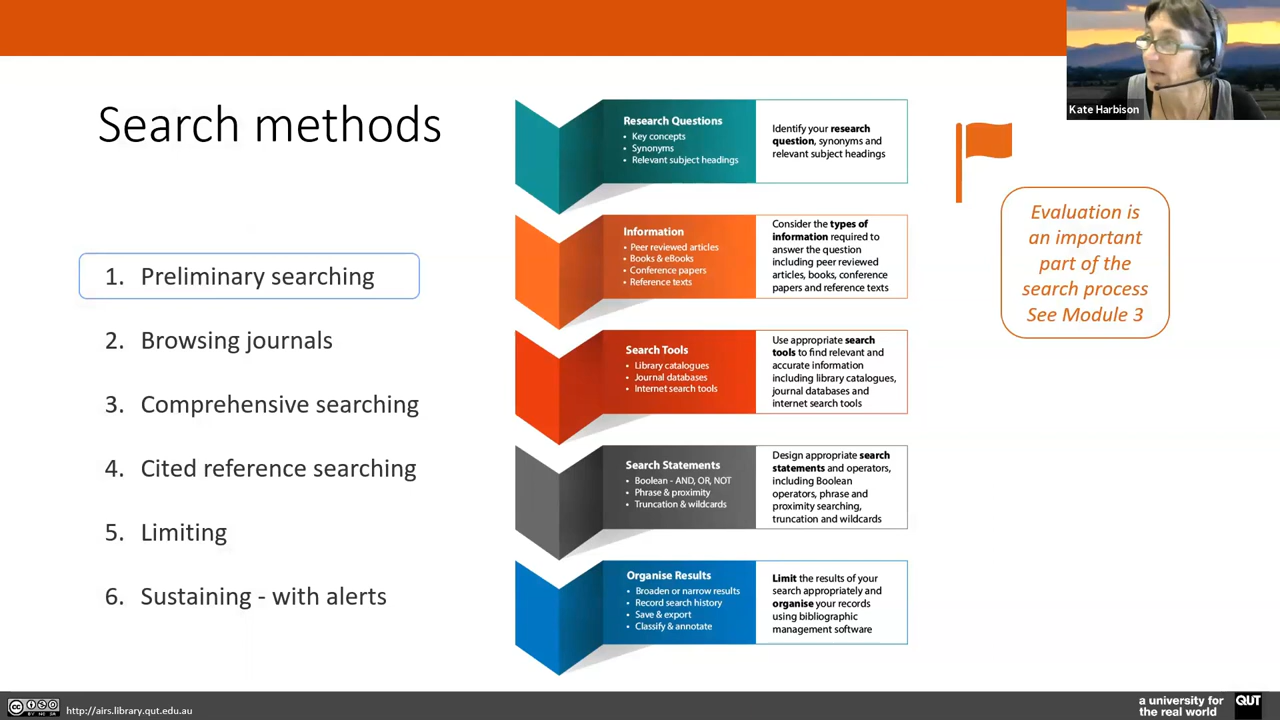 Kate Harbison
Search methods
1. Preliminary searching
2. Browsing journals
3. Comprehensive searching
4. Cited reference searching
5. Limiting
6. Sustaining - with alerts
Research Questions
• Key concepts
• Synonyms
• Relevant subject headings
Identify your research
question, synonyms and
relevant subject headings
Information
• Peer reviewed articles
• Books & eBooks
• Conference papers
• Reference texts
Consider the types of
information required to
answer the question
including peer reviewed
articles, books, conference
papers and reference texts
Search Tools
• Library catalogues
• Journal databases
• Internet search tools
Use appropriate search
tools to find relevant and
accurate information
including library catalogues,
journal databases and
internet search tools
Search Statements
• Boolean - AND, OR, NOT
• Phrase & proximity
• Truncation & wildcards
Design appropriate search
statements and operators,
including Boolean
operators, phrase and
proximity searching,
truncation and wildcards
Organise Results
• Broaden or narrow results
• Record search history
• Save & export
• Classify & annotate
Limit the results of your
search appropriately and
organise your records
using bibliographic
management software
Evaluation is
an important
part of the
search process
See Module 3
http://airs.library.qut.edu.au
a university for
the real world
QUT